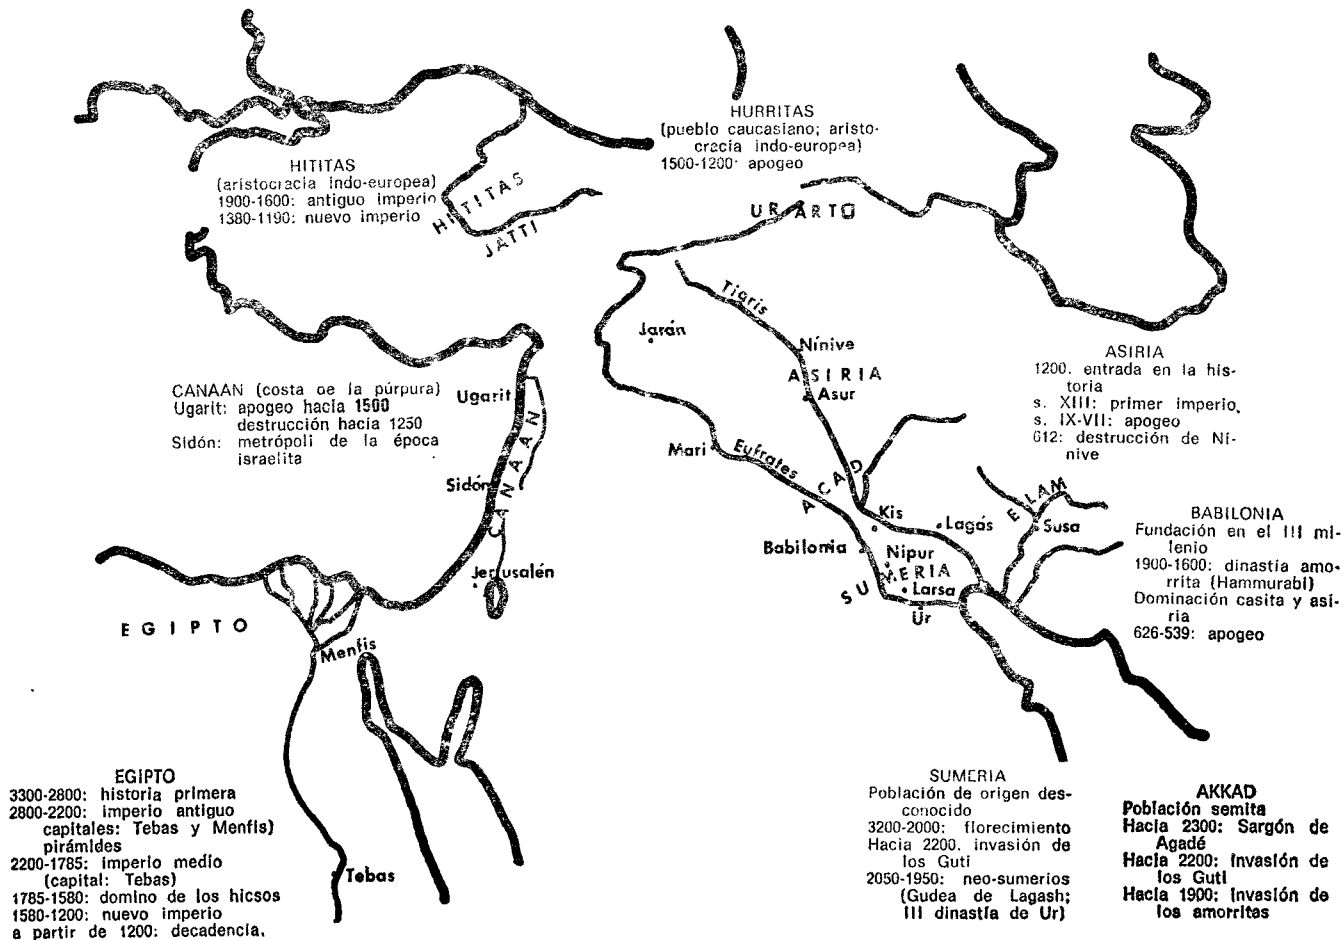 HURRITAS
(pueblo caucasiano; aristo-
cracia indo-europea)
1500-1200: apogeo
HITITAS
(aristocracia indo-europea)
1900-1600: antiguo imperio
1380-1190: nuevo imperio
HITITAS
JATTI
URARTU
Tigris
Jarán
Nínive
ASIRIA
Asur
ASIRIA
1200. entrada en la his-
toria
s. XIII: primer imperio,
s. IX-VII: apogeo
612: destrucción de Ní-
nive
CANAAN (costa de la púrpura)
Ugarit: apogeo hacia 1500
destrucción hacia 1250
Sidón: metrópoli de la época
israelita
Ugarit
CANAAN
Sidón
Jerusalén
Mari
Eufrates
ACAD
Kis
Lagás
ELAM
Susa
Babilonia
Nipur
SUMERIA
Larsa
Ur
BABILONIA
Fundación en el III mi-
lenio
1900-1600: dinastía amo-
rrita (Hammurabi)
Dominación casita y asi-
ria
626-539: apogeo
EGIPTO
Menfis
Tebas
EGIPTO
3300-2800: historia primera
2800-2200: imperio antiguo
capitales: Tebas y Menfis)
pirámides
2200-1785: imperio medio
(capital: Tebas)
1785-1580: domino de los hicsos
1580-1200: nuevo imperio
a partir de 1200: decadencia.
SUMERIA
Población de origen des-
conocido
3200-2000: florecimiento
Hacia 2200. invasión de
los Guti
2050-1950: neo-sumerios
(Gudea de Lagash;
III dinastía de Ur)
AKKAD
Población semita
Hacia 2300: Sargón de
Agadé
Hacia 2200: invasión de
los Guti
Hacia 1900: invasión de
los amorritas